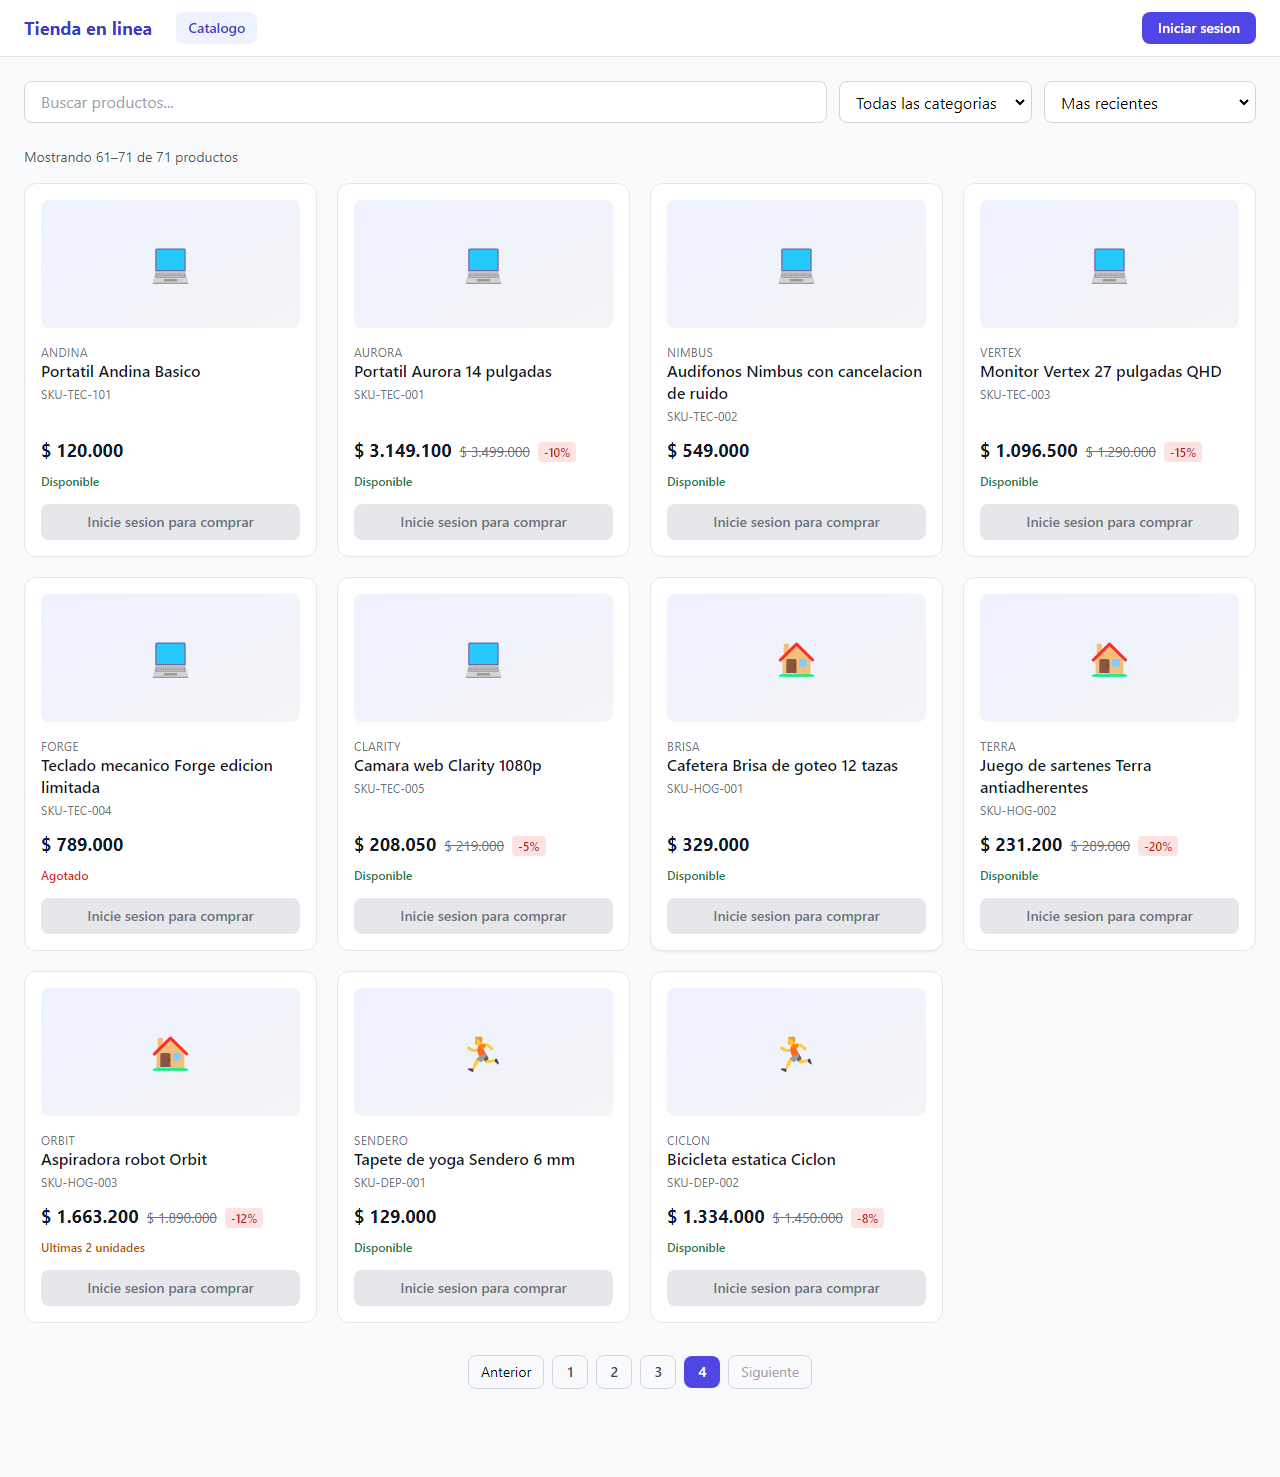 Tienda en linea
Catalogo
Iniciar sesion
Buscar productos...
Todas las categorias
Mas recientes
Mostrando 61–71 de 71 productos
ANDINA
Portatil Andina Basico
SKU-TEC-101
$ 120.000
Disponible
Inicie sesion para comprar
AURORA
Portatil Aurora 14 pulgadas
SKU-TEC-001
$ 3.149.100 $ 3.499.000 -10%
Disponible
Inicie sesion para comprar
NIMBUS
Audifonos Nimbus con cancelacion
de ruido
SKU-TEC-002
$ 549.000
Disponible
Inicie sesion para comprar
VERTEX
Monitor Vertex 27 pulgadas QHD
SKU-TEC-003
$ 1.096.500 $ 1.290.000 -15%
Disponible
Inicie sesion para comprar
FORGE
Teclado mecanico Forge edicion
limitada
SKU-TEC-004
$ 789.000
Agotado
Inicie sesion para comprar
CLARITY
Camara web Clarity 1080p
SKU-TEC-005
$ 208.050 $ 219.000 -5%
Disponible
Inicie sesion para comprar
BRISA
Cafetera Brisa de goteo 12 tazas
SKU-HOG-001
$ 329.000
Disponible
Inicie sesion para comprar
TERRA
Juego de sartenes Terra
antiadherentes
SKU-HOG-002
$ 231.200 $ 289.000 -20%
Disponible
Inicie sesion para comprar
ORBIT
Aspiradora robot Orbit
SKU-HOG-003
$ 1.663.200 $ 1.890.000 -12%
Ultimas 2 unidades
Inicie sesion para comprar
SENDERO
Tapete de yoga Sendero 6 mm
SKU-DEP-001
$ 129.000
Disponible
Inicie sesion para comprar
CICLON
Bicicleta estatica Ciclon
SKU-DEP-002
$ 1.334.000 $ 1.450.000 -8%
Disponible
Inicie sesion para comprar
Anterior 1 2 3 4 Siguiente